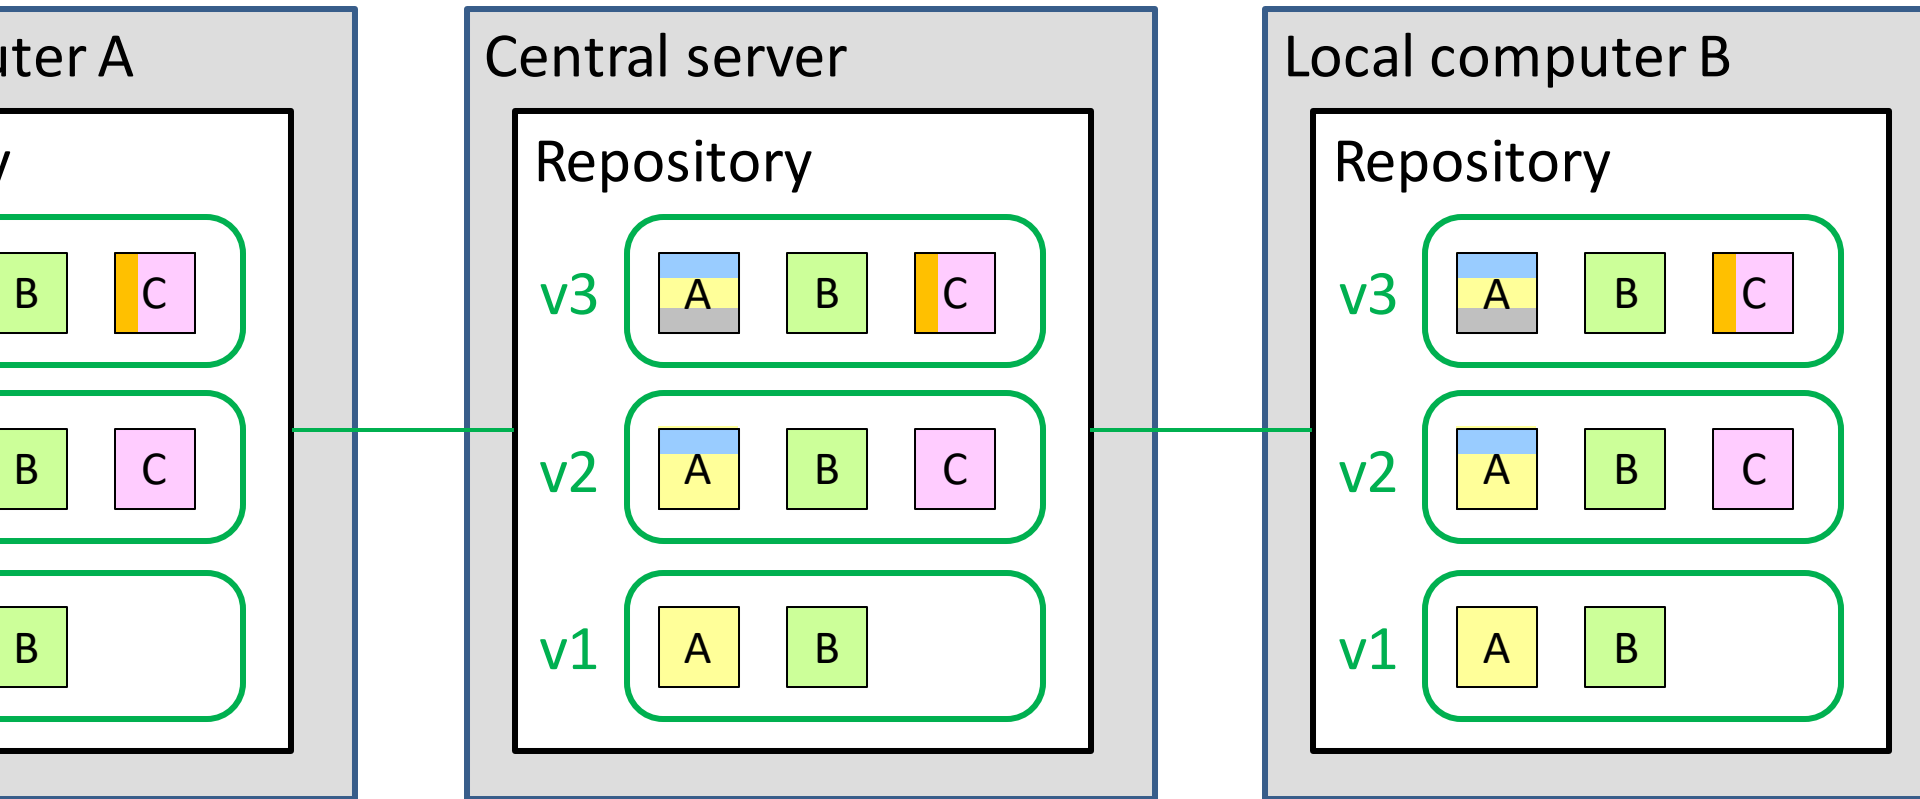 uter A
y
B C
B C
B
Central server
Repository
v3 A B C
v2 A B C
v1 A B
Local computer B
Repository
v3 A B C
v2 A B C
v1 A B